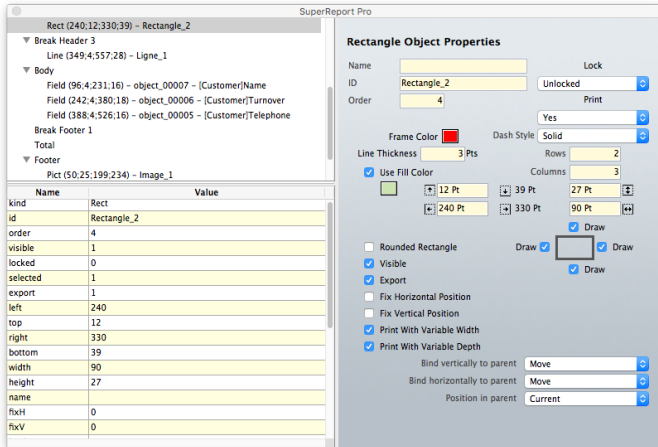 SuperReport Pro
Rect (240;12;330;39) – Rectangle_2
Break Header 3
Line (349;4;557;28) – Ligne_1
Body
Field (96;4;231;16) – object_00007 – [Customer]Name
Field (242;4;380;18) – object_00006 – [Customer]Turnover
Field (388;4;526;16) – object_00005 – [Customer]Telephone
Break Footer 1
Total
Footer
Pict (50;25;199;234) – Image_1
Name Value
kind Rect
id Rectangle_2
order 4
visible 1
locked 0
selected 1
export 1
left 240
top 12
right 330
bottom 39
width 90
height 27
name
fixH 0
fixV 0
Rectangle Object Properties
Name Lock
ID Rectangle_2 Unlocked
Order 4 Print
Yes
Frame Color Dash Style Solid
Line Thickness 3 Pts Rows 2
Use Fill Color Columns 3
12 Pt 39 Pt 27 Pt
240 Pt 330 Pt 90 Pt
Draw
Rounded Rectangle Draw Draw
Visible
Draw
Export
Fix Horizontal Position
Fix Vertical Position
Print With Variable Width
Print With Variable Depth
Bind vertically to parent Move
Bind horizontally to parent Move
Position in parent Current